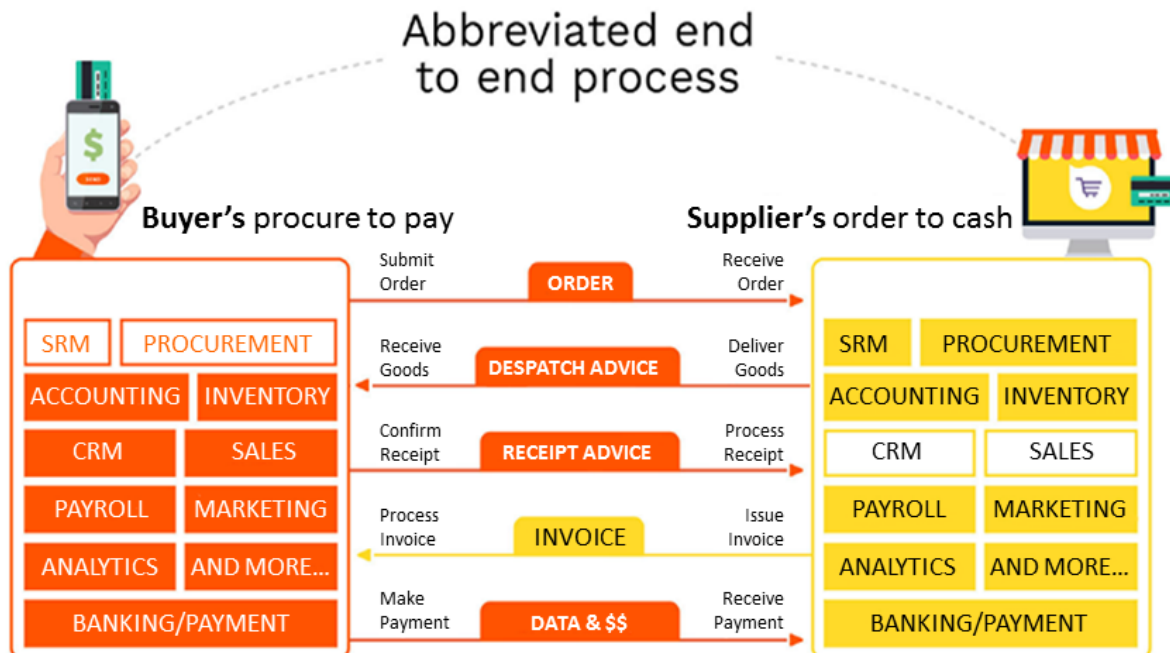 Abbreviated end
to end process
Buyer's procure to pay
Supplier's order to cash
Submit
Order
ORDER
Receive
Order
SRM
PROCUREMENT
Receive
Goods
DESPATCH ADVICE
Deliver
Goods
SRM
PROCUREMENT
ACCOUNTING
INVENTORY
ACCOUNTING
INVENTORY
CRM
SALES
Confirm
Receipt
RECEIPT ADVICE
Process
Receipt
CRM
SALES
PAYROLL
MARKETING
Process
Invoice
INVOICE
Issue
Invoice
PAYROLL
MARKETING
ANALYTICS
AND MORE...
ANALYTICS
AND MORE...
BANKING/PAYMENT
Make
Payment
DATA & $$
Receive
Payment
BANKING/PAYMENT
$